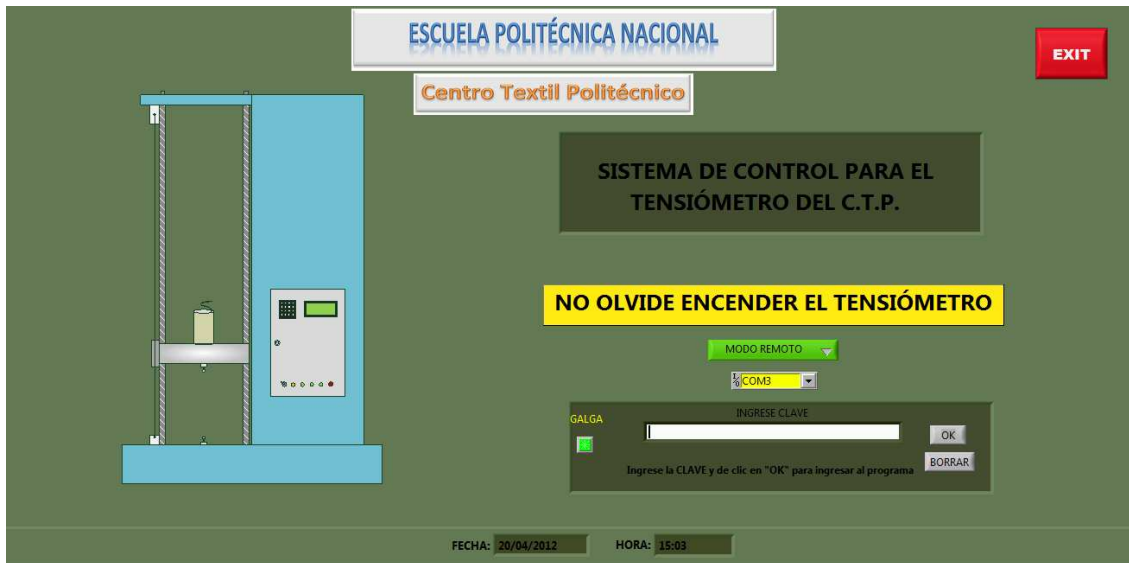 ESCUELA POLITÉCNICA NACIONAL
EXIT
Centro Textil Politécnico
SISTEMA DE CONTROL PARA EL
TENSIÓMETRO DEL C.T.P.
NO OLVIDE ENCENDER EL TENSIÓMETRO
MODO REMOTO
COM3
GALGA
INGRESE CLAVE
OK
Ingrese la CLAVE y de clic en "OK" para ingresar al programa
BORRAR
FECHA: 20/04/2012 HORA: 15:03